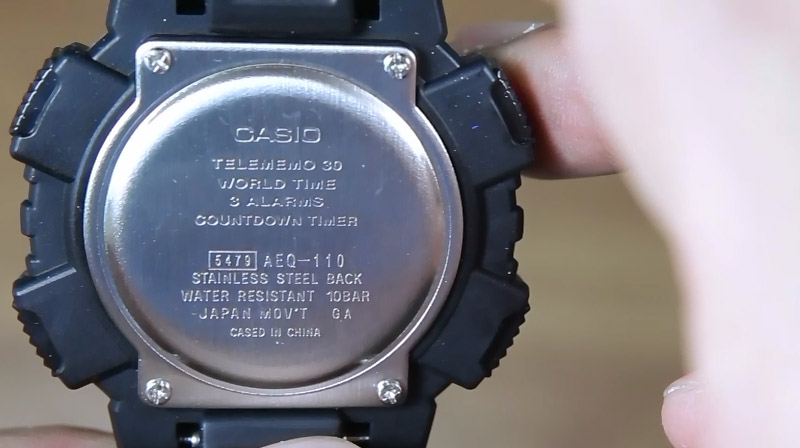 CASIO
TELEMEMO 30
WORLD TIME
3 ALARMS
COUNTDOWN TIMER
5479 AEQ-110
STAINLESS STEEL BACK
WATER RESISTANT 10BAR
JAPAN MOV'T GA
CASED IN CHINA